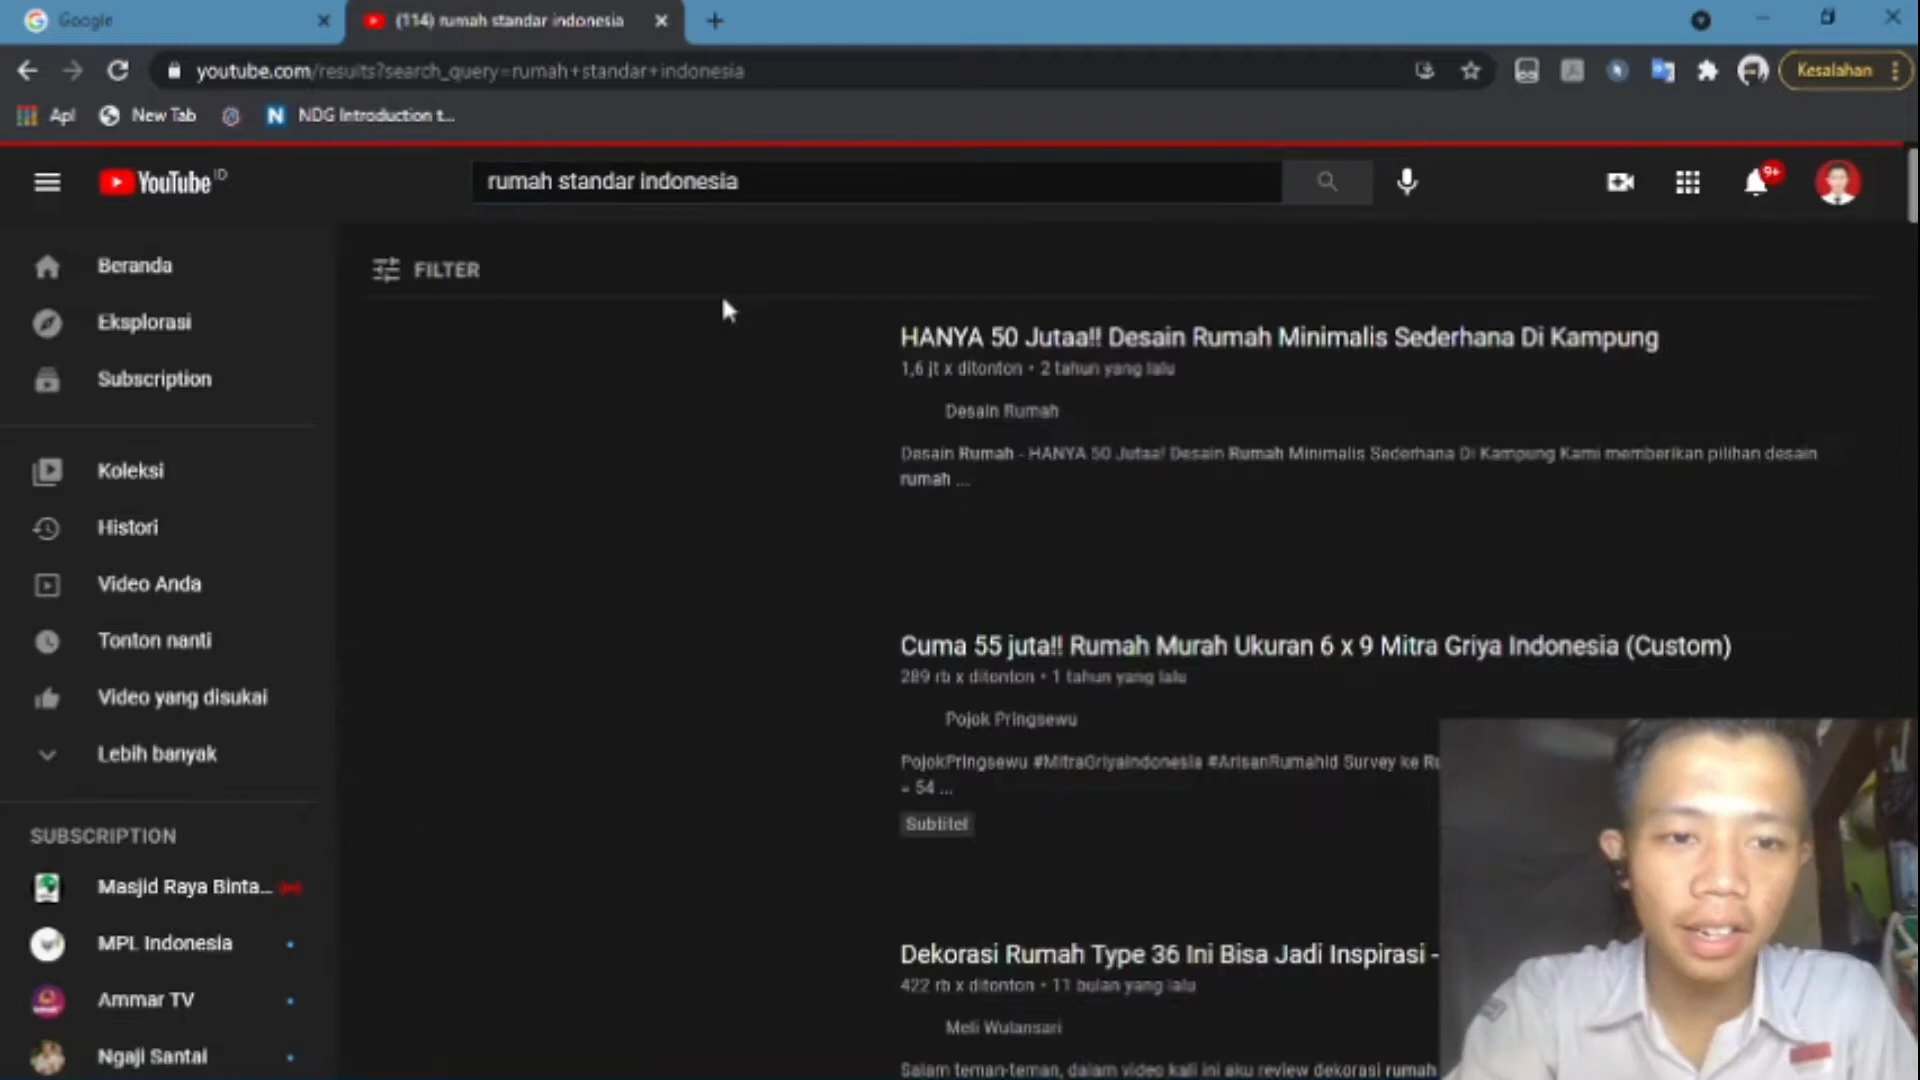 Google
(114) rumah standar indonesia
youtube.com/results?search_query=rumah+standar+indonesia
Kesalahan
Apl
New Tab
NDG Introduction t...
YouTube ID
rumah standar indonesia
9+
Beranda
Eksplorasi
Subscription
Koleksi
Histori
Video Anda
Tonton nanti
Video yang disukai
Lebih banyak
SUBSCRIPTION
Masjid Raya Binta...
MPL Indonesia
Ammar TV
Ngaji Santai
FILTER
HANYA 50 Jutaa!! Desain Rumah Minimalis Sederhana Di Kampung
1,6 jt x ditonton • 2 tahun yang lalu
Desain Rumah
Desain Rumah - HANYA 50 Jutaa! Desain Rumah Minimalis Sederhana Di Kampung Kami memberikan pilihan desain
rumah ...
Cuma 55 juta!! Rumah Murah Ukuran 6 x 9 Mitra Griya Indonesia (Custom)
289 rb x ditonton • 1 tahun yang lalu
Pojok Pringsewu
PojokPringsewu #MitraGriyaIndonesia #ArisanRumahid Survey ke Ru
= 54 ...
Subtitel
Dekorasi Rumah Type 36 Ini Bisa Jadi Inspirasi -
422 rb x ditonton • 11 bulan yang lalu
Meli Wulansari
Salam teman-teman, dalam video kali ini aku review dekorasi rumah